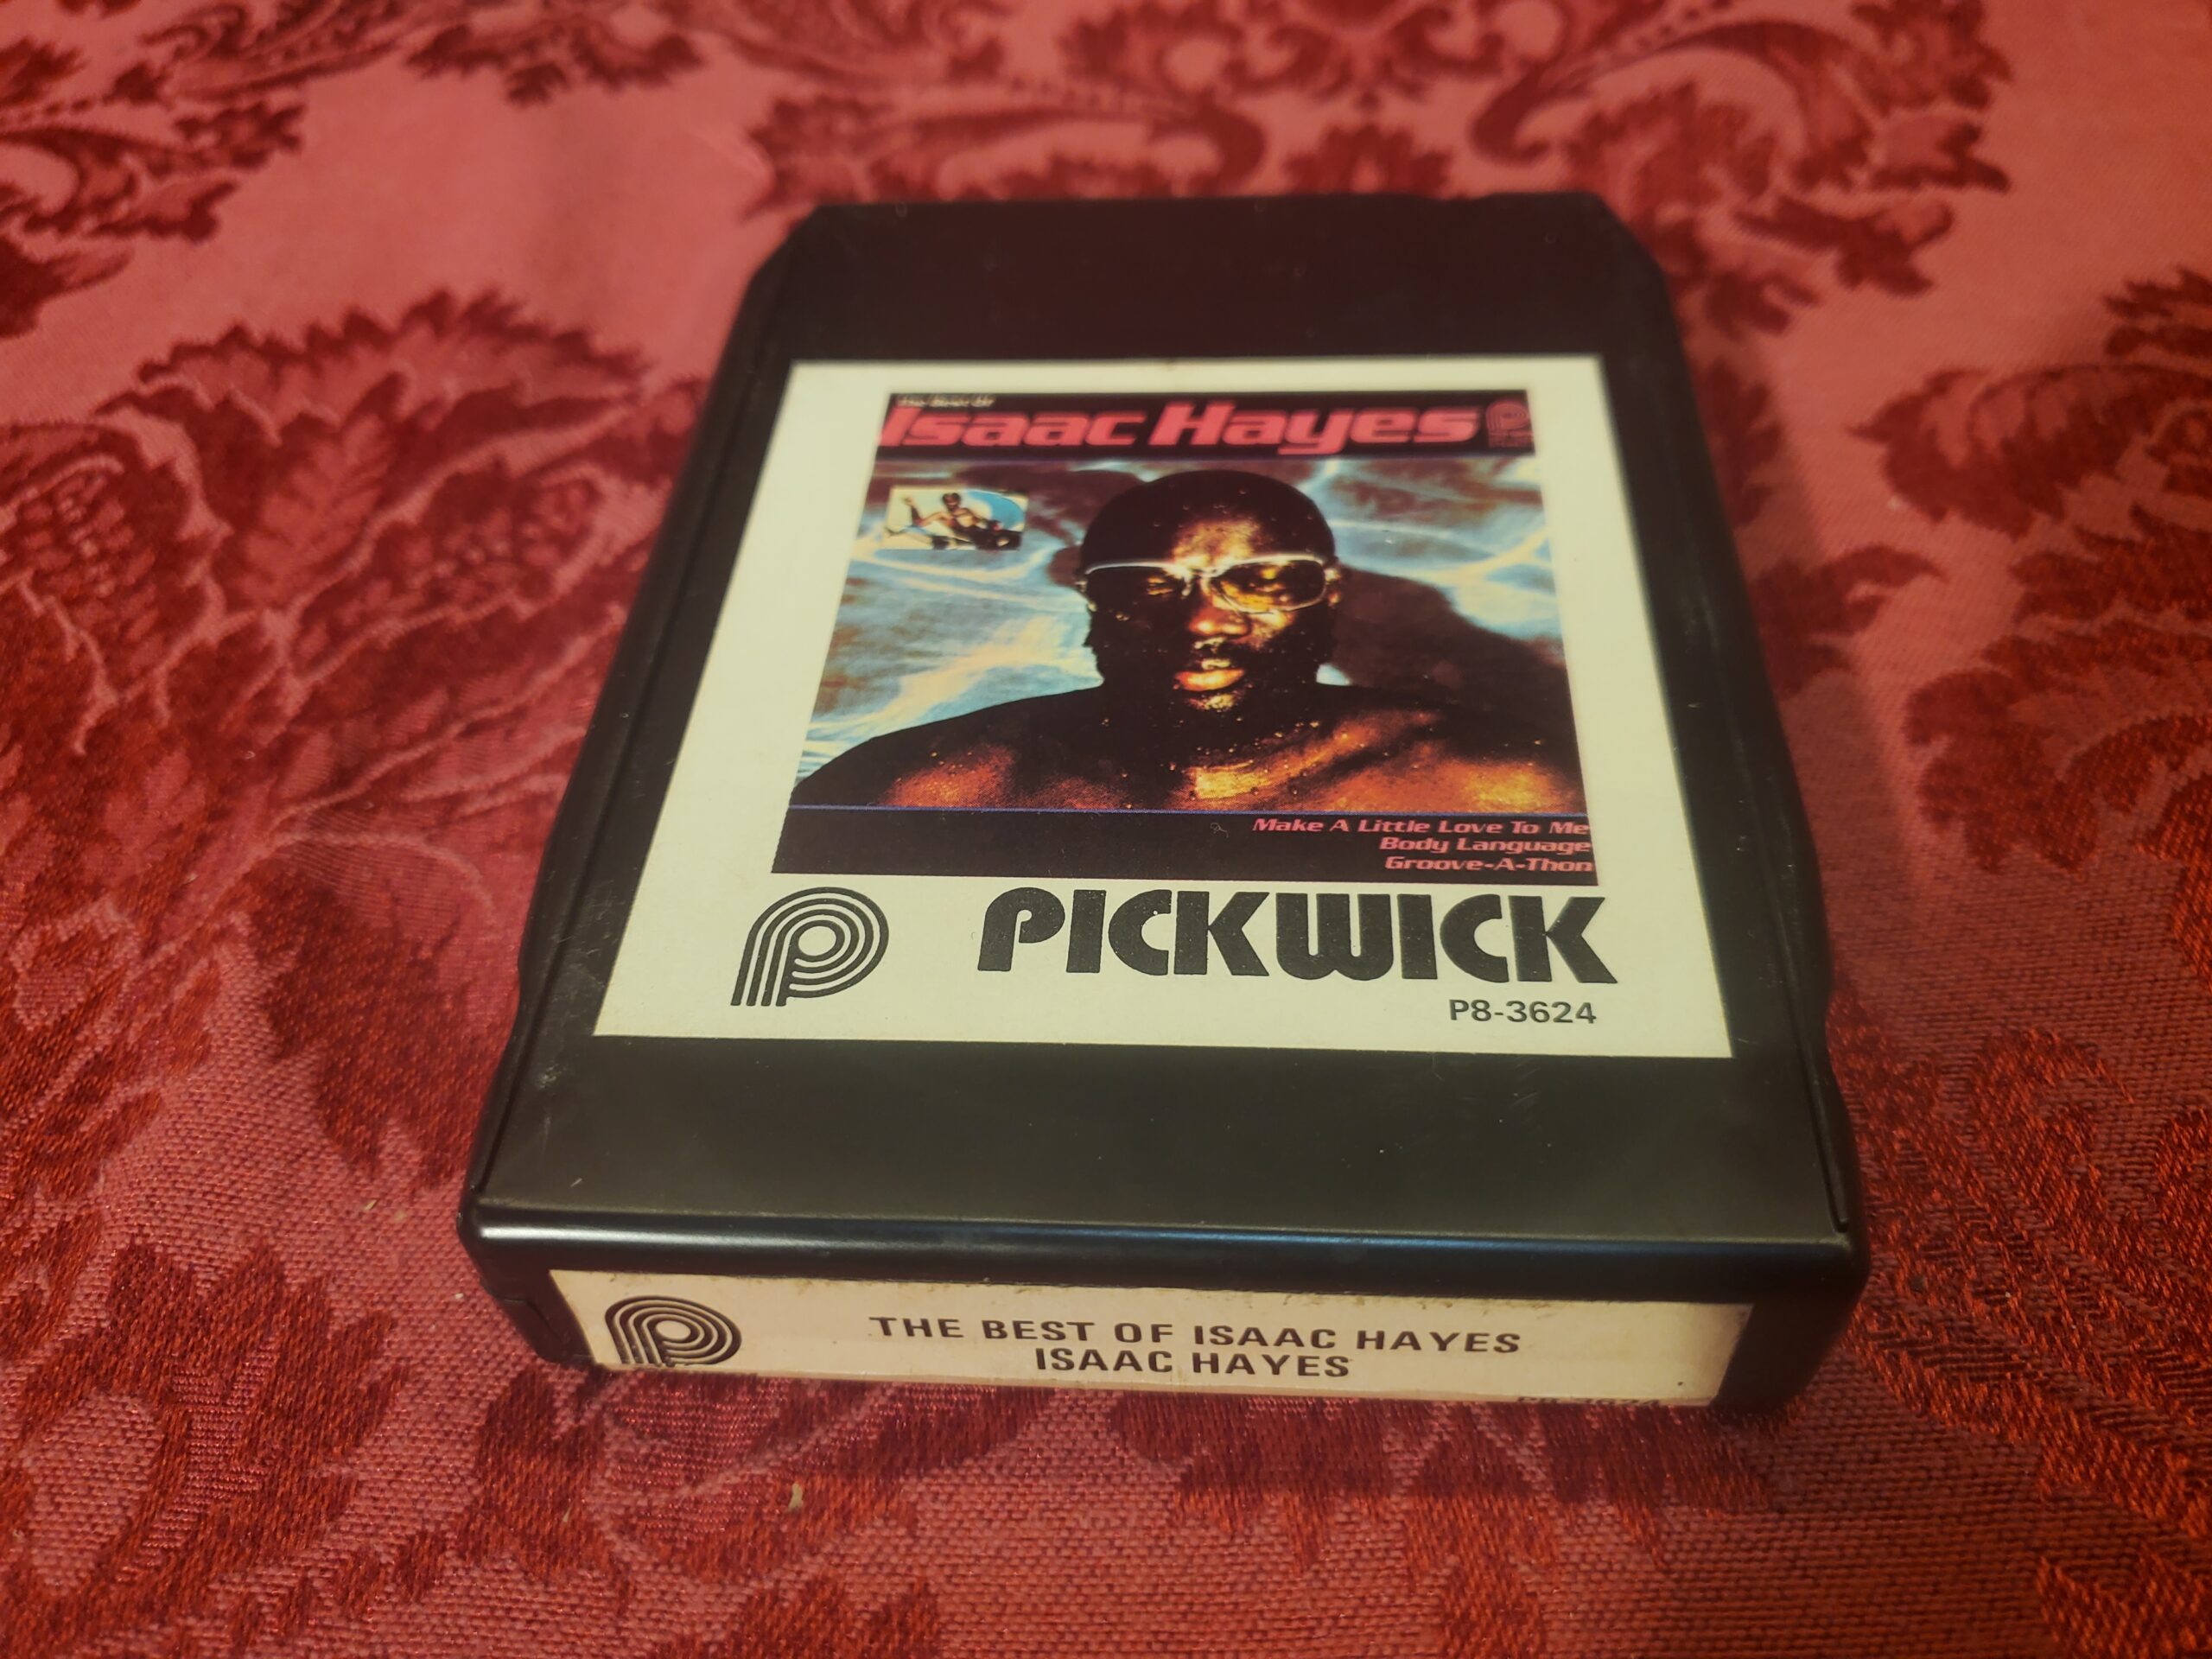 The Best Of
Isaac Hayes
Make A Little Love To Me
Body Language
Groove-A-Thon
PICKWICK
P8-3624
THE BEST OF ISAAC HAYES
ISAAC HAYES